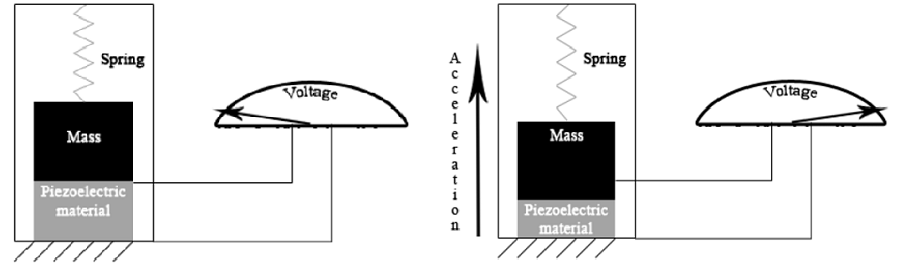 Spring
Voltage
Mass
Piezoelectric
material
Acceleration
Spring
Voltage
Mass
Piezoelectric
material